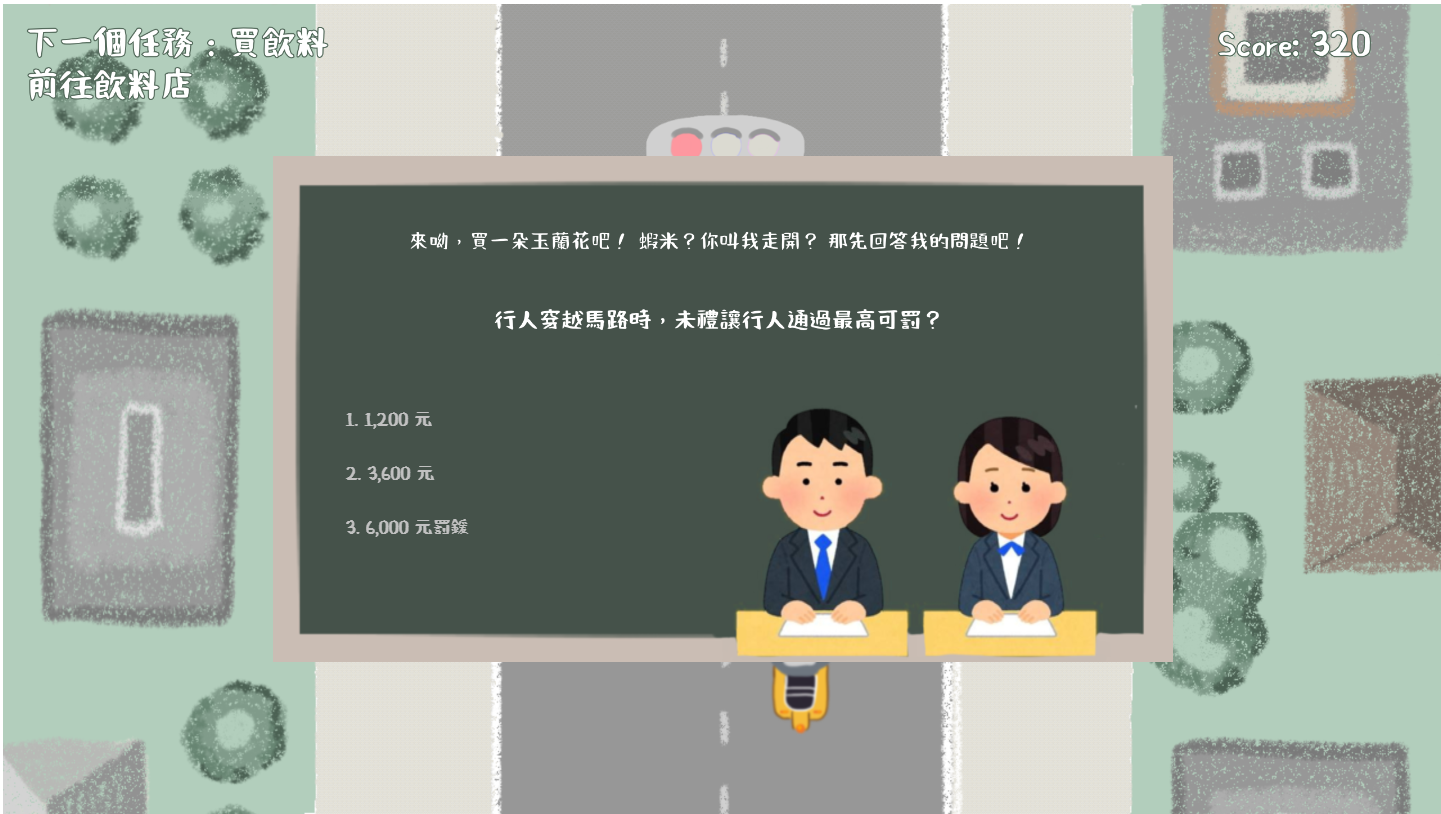 下一個任務：買飲料
前往飲料店
Score: 320
來呦，買一朵玉蘭花吧！ 蝦米？你叫我走開？ 那先回答我的問題吧！
行人穿越馬路時，未禮讓行人通過最高可罰？
1. 1,200 元
2. 3,600 元
3. 6,000 元罰鍰